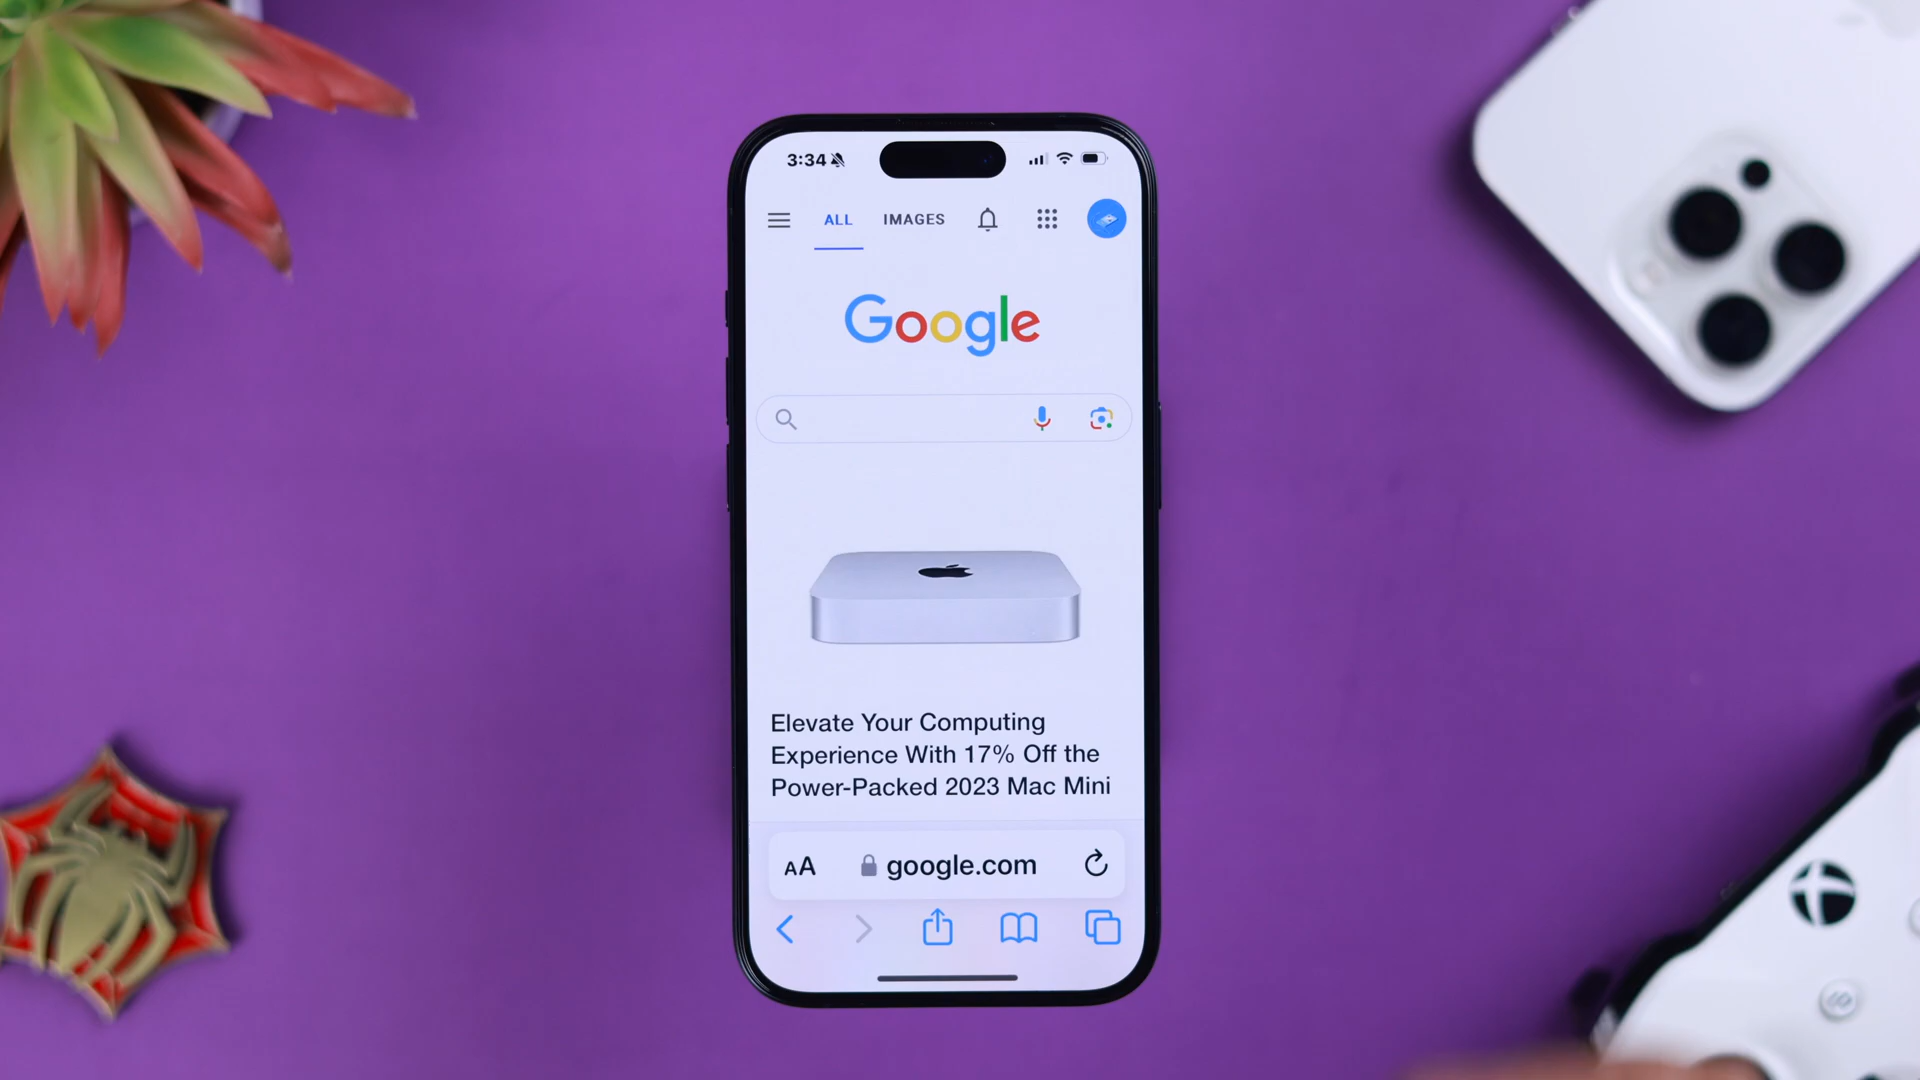 3:34
ALL IMAGES
Google
Elevate Your Computing
Experience With 17% Off the
Power-Packed 2023 Mac Mini
AA google.com